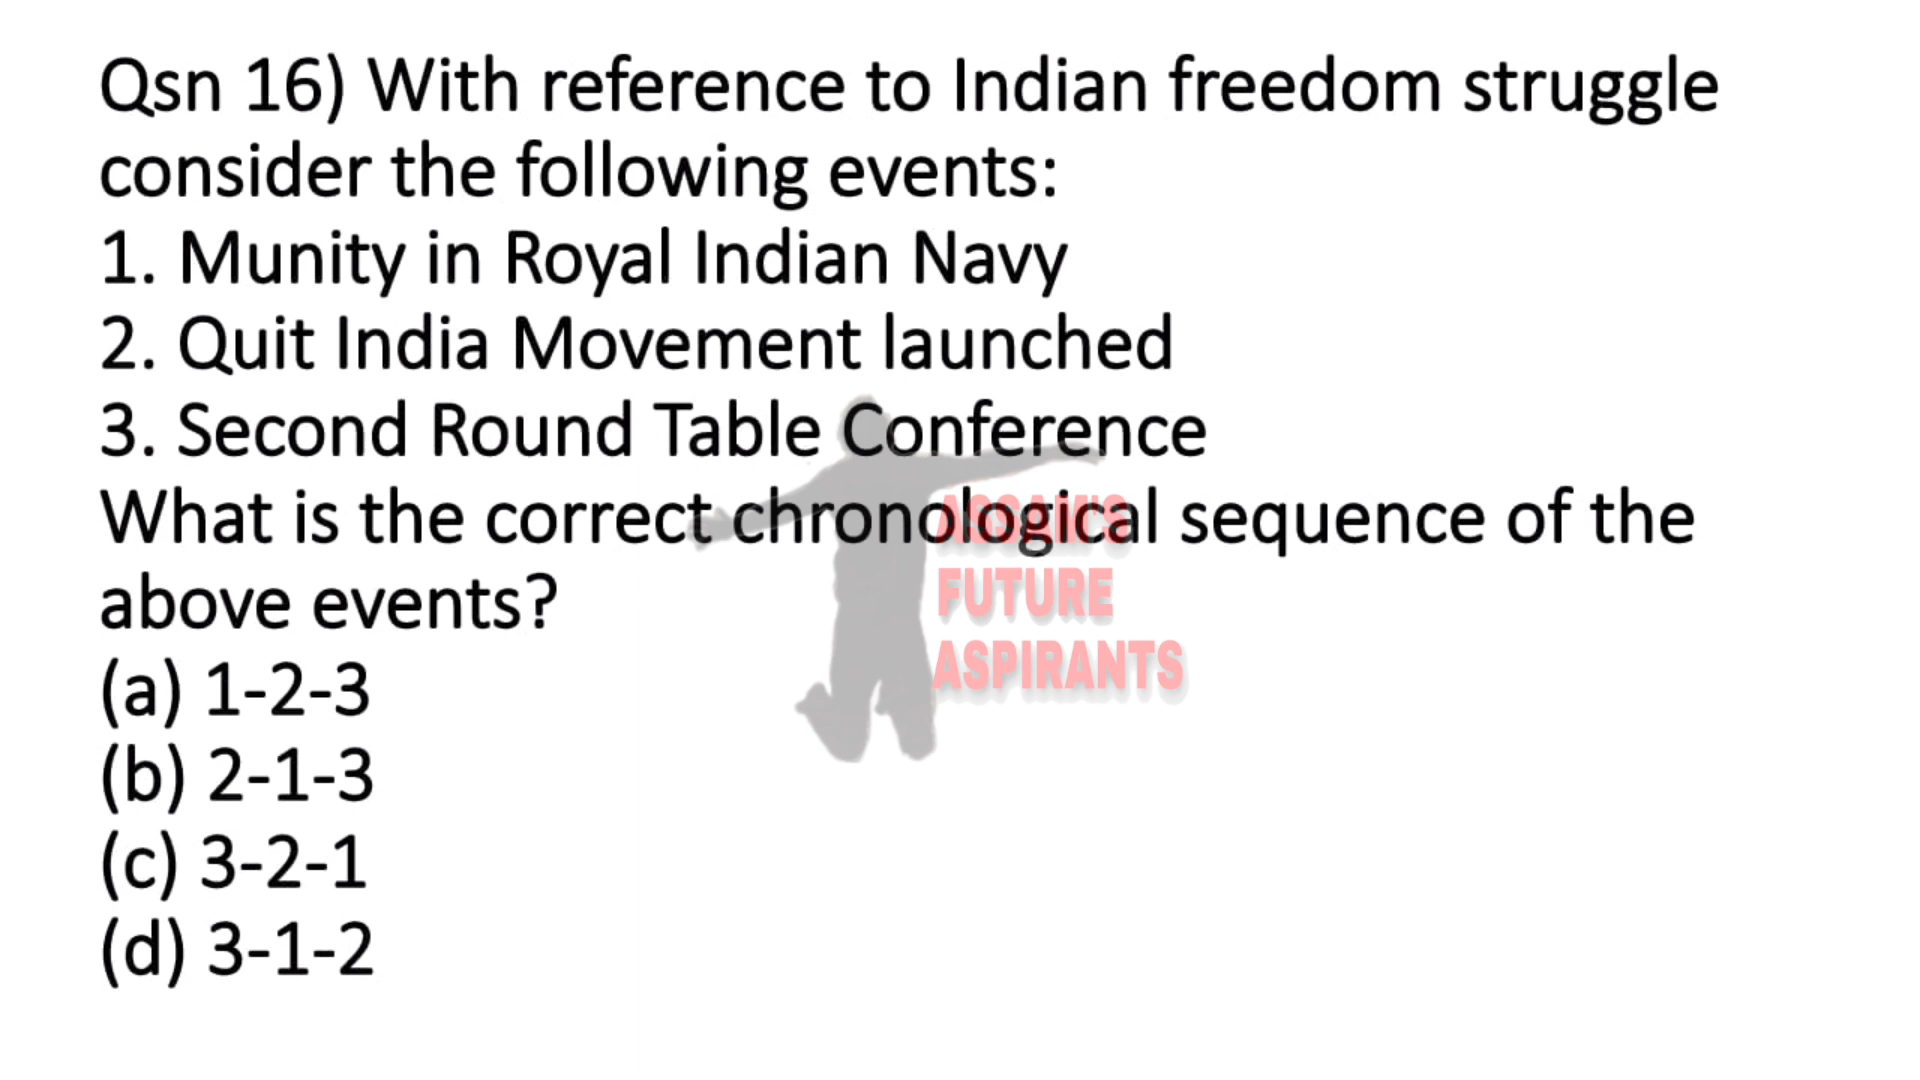 Qsn 16) With reference to Indian freedom struggle
consider the following events:
1. Munity in Royal Indian Navy
2. Quit India Movement launched
3. Second Round Table Conference
What is the correct chronological sequence of the
above events?
(a) 1-2-3
(b) 2-1-3
(c) 3-2-1
(d) 3-1-2
ASSAM'S
FUTURE
ASPIRANTS